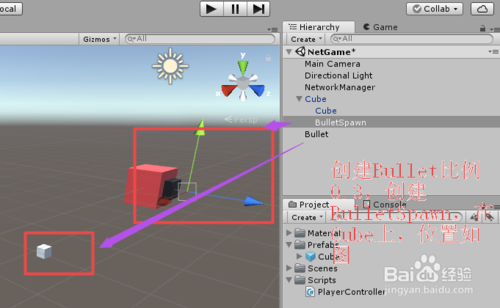 ocal
Collab
Gizmos
All
y
x
z
Persp
Hierarchy
Game
Create
All
NetGame*
Main Camera
Directional Light
NetworkManager
Cube
Cube
BulletSpawn
Bullet
创建Bullet比例
0.3，创建
BulletSpawn，在
Cube上，位置如
图
Project
Console
Create
Material
Prefabs
Cube
Scenes
Scripts
PlayerController
Bai度经验
jingyan.baidu.com